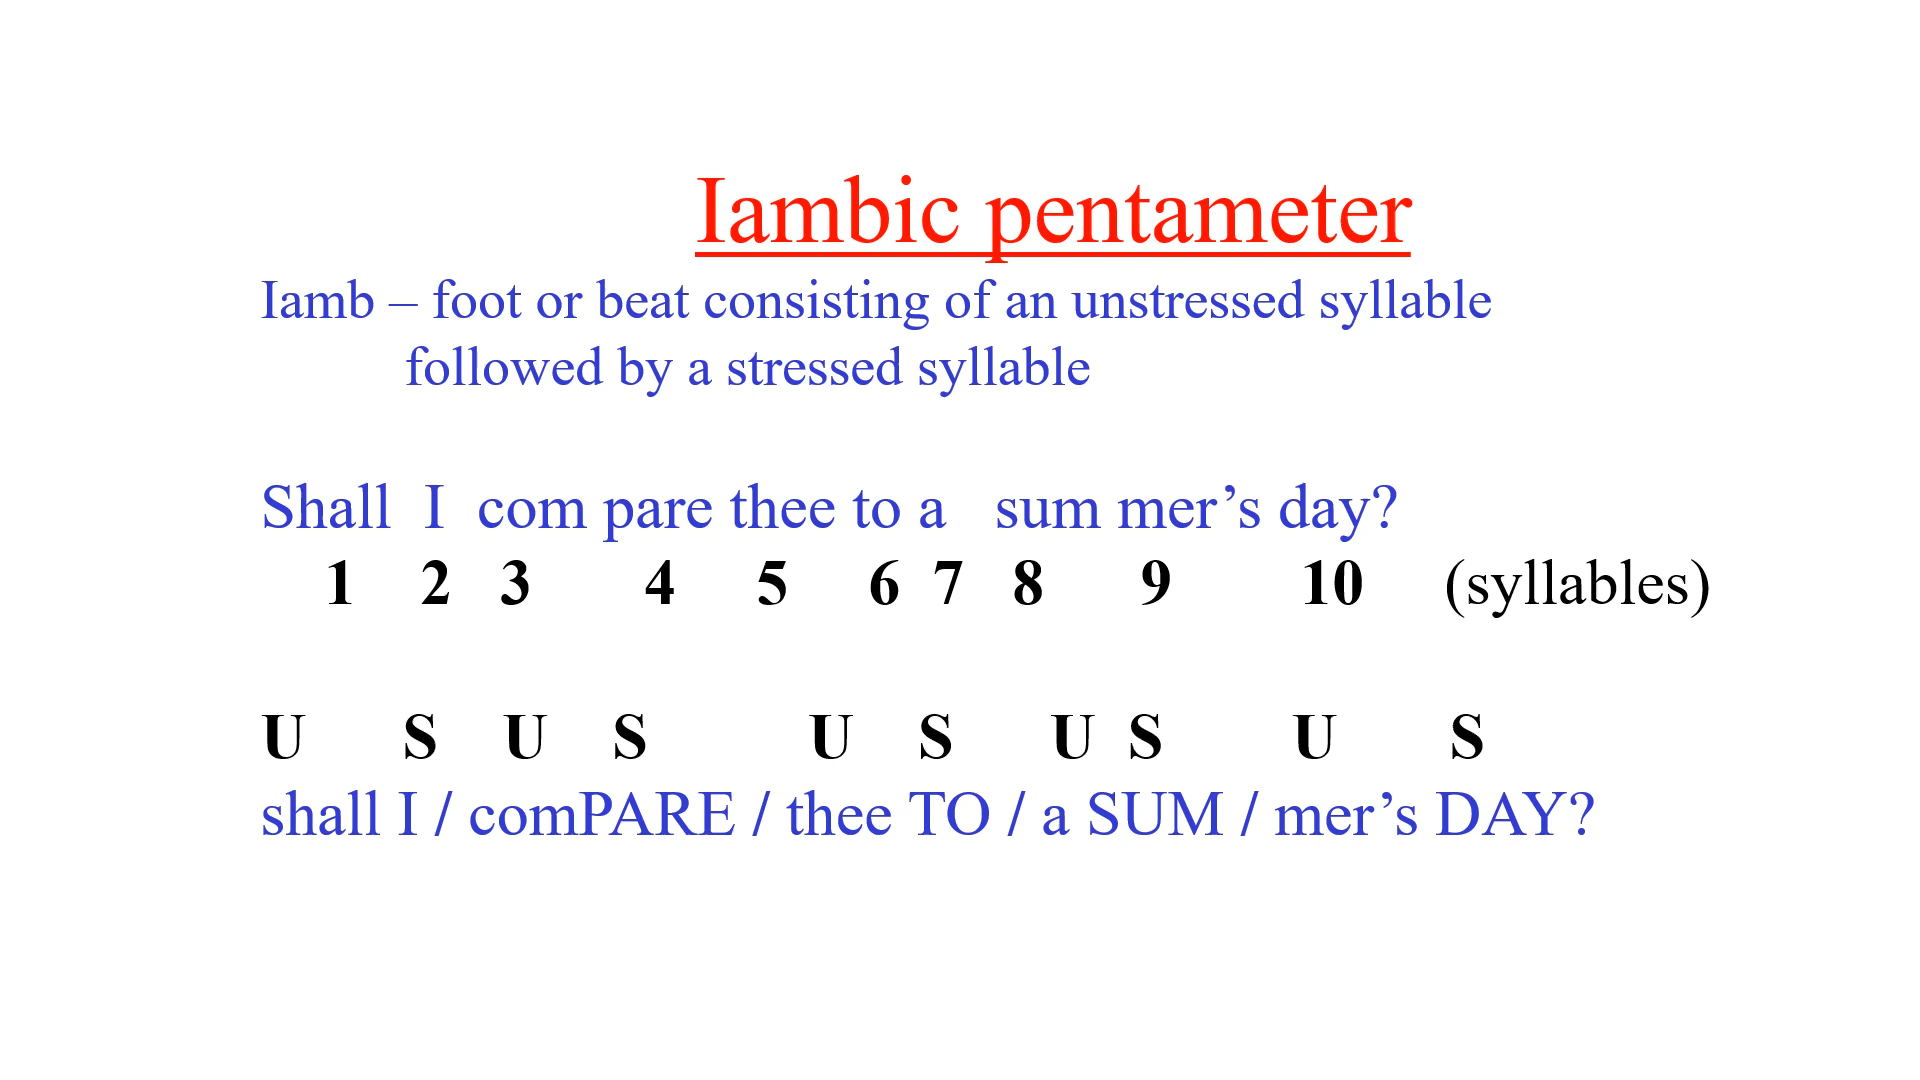 Iambic pentameter
Iamb – foot or beat consisting of an unstressed syllable
followed by a stressed syllable
Shall I com pare thee to a sum mer’s day?
1 2 3 4 5 6 7 8 9 10 (syllables)
U S U S U S U S U S
shall I / comPARE / thee TO / a SUM / mer’s DAY?